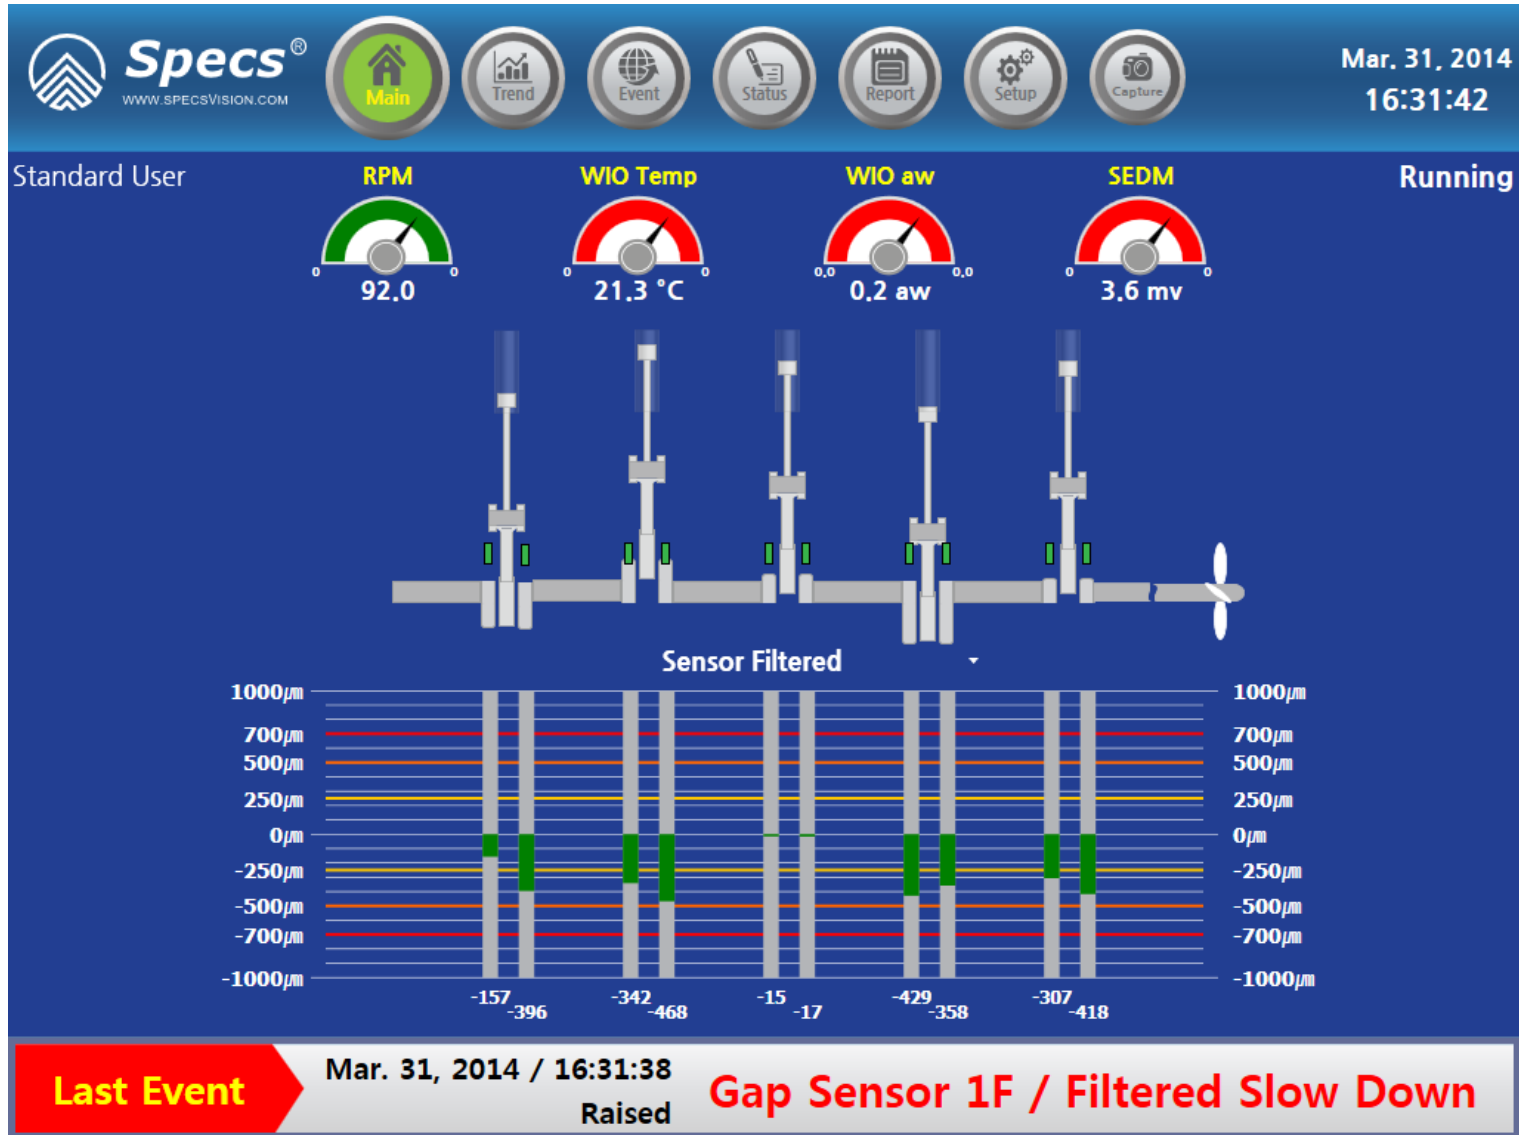 Specs®
WWW.SPECSVISION.COM
Main
Trend
Event
Status
Report
Setup
Capture
Mar. 31, 2014
16:31:42
Standard User
Running
RPM
0 0
92.0
WIO Temp
0 0
21.3 °C
WIO aw
0.0 0.0
0.2 aw
SEDM
0 0
3.6 mv
Sensor Filtered
1000㎛ 1000㎛
700㎛ 700㎛
500㎛ 500㎛
250㎛ 250㎛
0㎛ 0㎛
-250㎛ -250㎛
-500㎛ -500㎛
-700㎛ -700㎛
-1000㎛ -1000㎛
-157 -342 -15 -429 -307
-396 -468 -17 -358 -418
Last Event
Mar. 31, 2014 / 16:31:38
Raised
Gap Sensor 1F / Filtered Slow Down